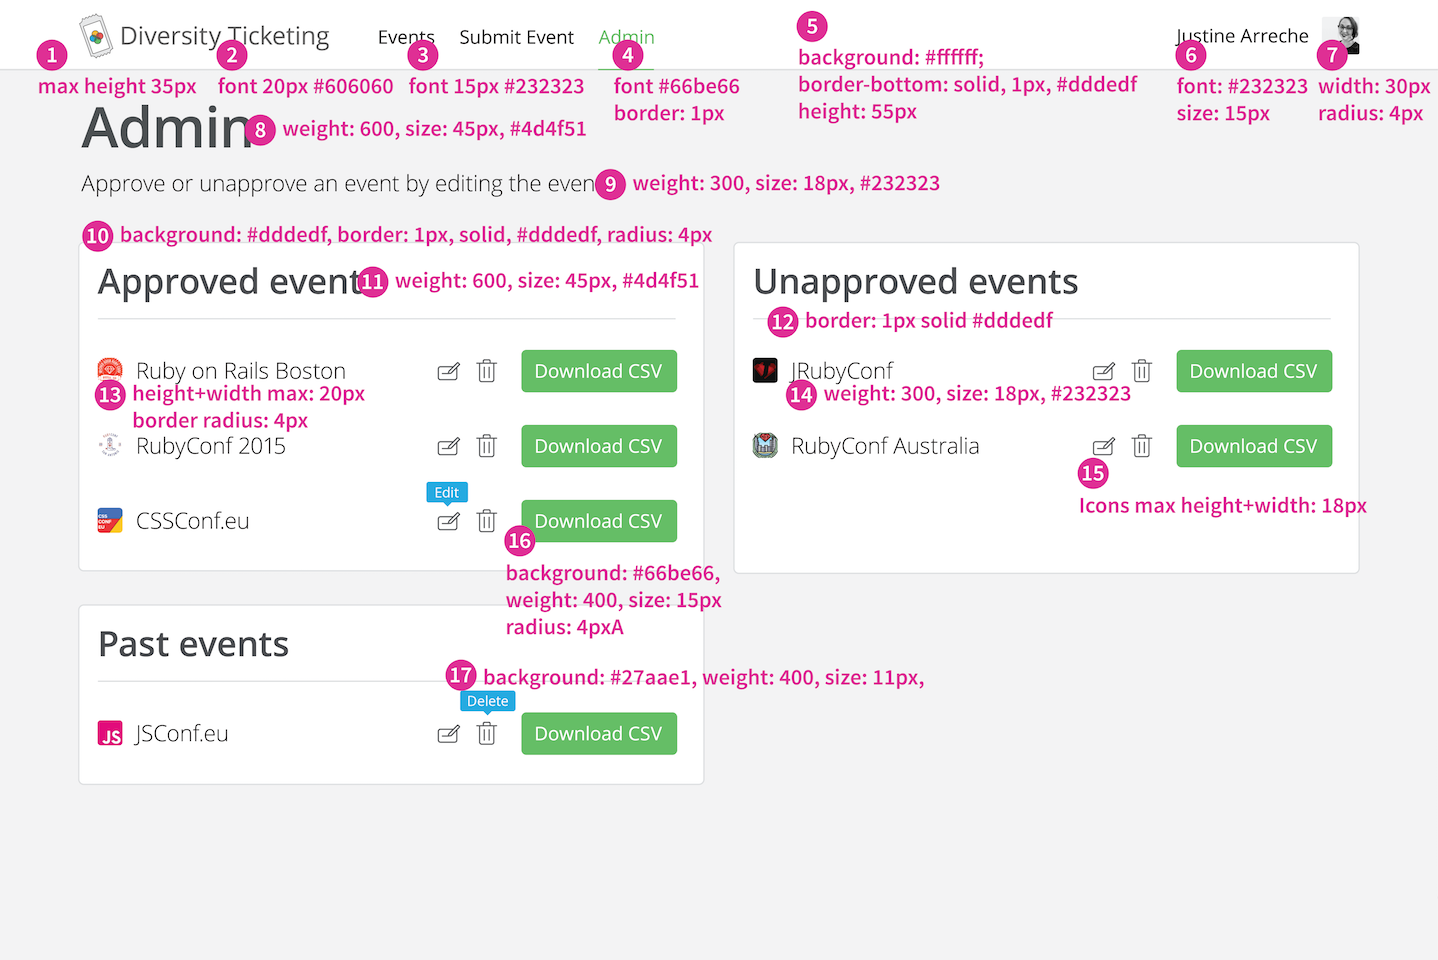 Diversity Ticketing
Events Submit Event Admin
Justine Arreche
1 max height 35px
2 font 20px #606060
3 font 15px #232323
4 font #66be66
border: 1px
5
background: #ffffff;
border-bottom: solid, 1px, #dddedf
height: 55px
6 font: #232323
size: 15px
7 width: 30px
radius: 4px
Admin
8 weight: 600, size: 45px, #4d4f51
Approve or unapprove an event by editing the even
9 weight: 300, size: 18px, #232323
10 background: #dddedf, border: 1px, solid, #dddedf, radius: 4px
Approved event
11 weight: 600, size: 45px, #4d4f51
Ruby on Rails Boston Download CSV
13 height+width max: 20px
border radius: 4px
RubyConf 2015 Download CSV
Edit
CSS
CONF
EU
CSSConf.eu Download CSV
16
background: #66be66,
weight: 400, size: 15px
radius: 4pxA
Unapproved events
12 border: 1px solid #dddedf
JRubyConf Download CSV
14 weight: 300, size: 18px, #232323
RubyConf Australia Download CSV
15
Icons max height+width: 18px
Past events
17 background: #27aae1, weight: 400, size: 11px,
Delete
JS JSConf.eu Download CSV